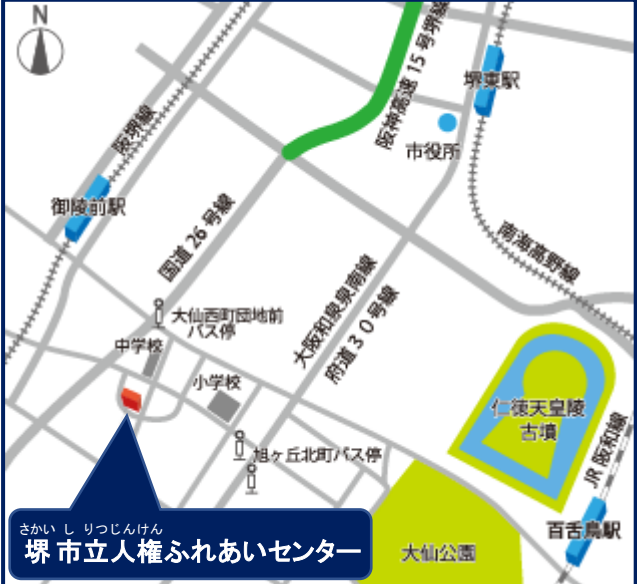 N
阪神高速15号堺線
堺東駅
市役所
阪堺線
御陵前駅
国道26号線
南海高野線
大阪和泉泉南線
府道30号線
大仙西町団地前
バス停
中学校
小学校
仁徳天皇陵
古墳
JR阪和線
旭ヶ丘北町バス停
百舌鳥駅
大仙公園
さかい し りつじんけん
堺 市立人権ふれあいセンター